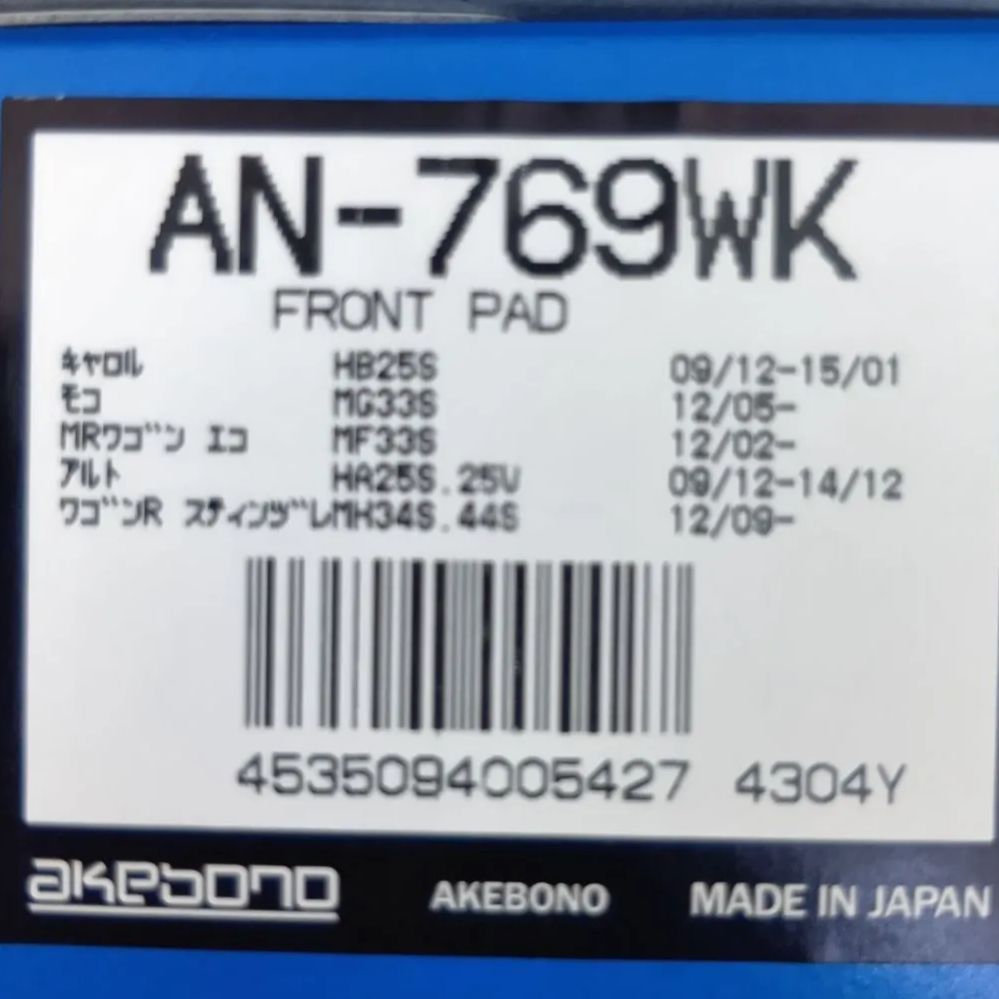 AN-769WK
FRONT PAD
ｷｬﾛﾙ HB25S 09/12-15/01
ﾓｺ MG33S 12/05-
MRﾜｺﾞﾝ ｴｺ MF33S 12/02-
ｱﾙﾄ HA25S.25V 09/12-14/12
ﾜｺﾞﾝR ｽﾃｨﾝｸﾞﾚMH34S.44S 12/09-
4535094005427 4304Y
akebono AKEBONO MADE IN JAPAN